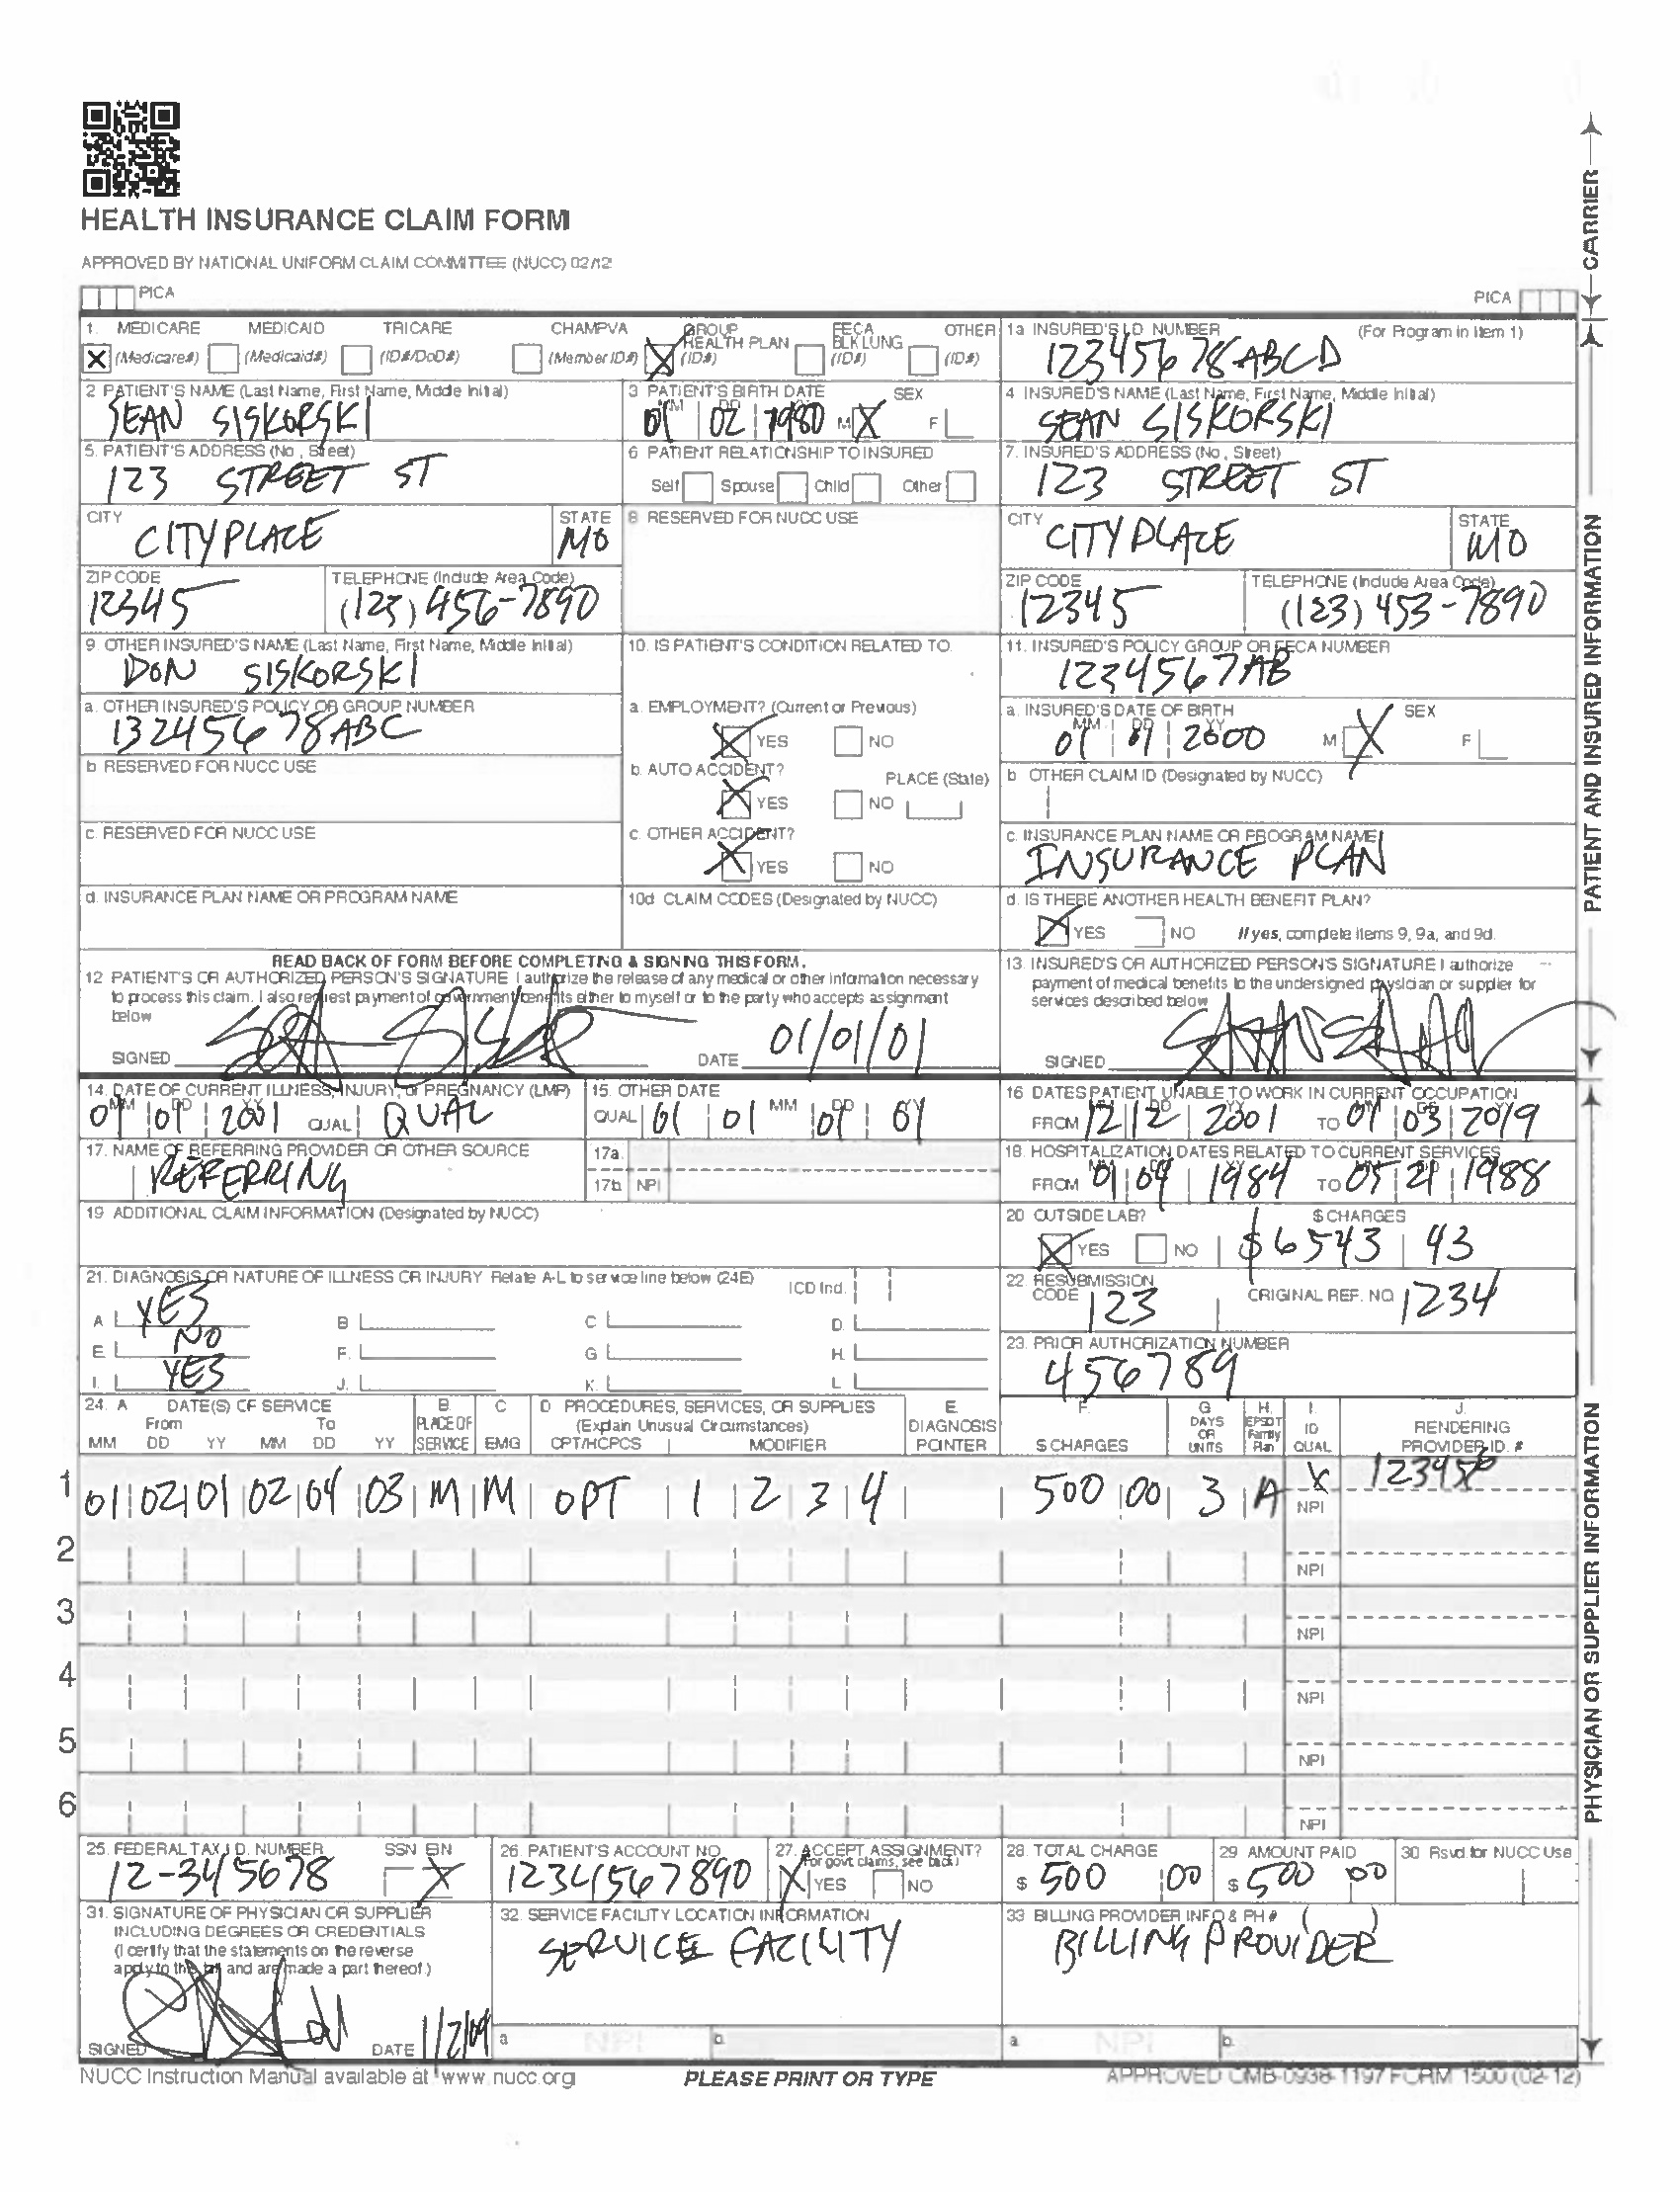 HEALTH INSURANCE CLAIM FORM
APPROVED BY NATIONAL UNIFORM CLAIM COMMITTEE (NUCC) 02/12
PICA
PICA
CARRIER
1. MEDICARE MEDICAID TRICARE CHAMPVA GROUP HEALTH PLAN FECA BLK LUNG OTHER
X (Medicare#) (Medicaid#) (ID#/DoD#) (Member ID#) X (ID#) (ID#) (ID#)
1a INSURED'S I.D. NUMBER (For Program in Item 1)
12345678ABCD
2 PATIENT'S NAME (Last Name, First Name, Middle Initial)
SEAN SISKORSKI
3 PATIENT'S BIRTH DATE SEX
MM DD
01 02 1980 M X F
4 INSURED'S NAME (Last Name, First Name, Middle Initial)
SEAN SISKORSKI
5. PATIENT'S ADDRESS (No., Street)
123 STREET ST
6 PATIENT RELATIONSHIP TO INSURED
Self Spouse Child Other
7. INSURED'S ADDRESS (No., Street)
123 STREET ST
CITY STATE
CITYPLACE MO
8 RESERVED FOR NUCC USE
CITY STATE
CITYPLACE MO
ZIP CODE TELEPHONE (Include Area Code)
12345 (123) 456-7890
ZIP CODE TELEPHONE (Include Area Code)
12345 (123) 453-7890
9 OTHER INSURED'S NAME (Last Name, First Name, Middle Initial)
DON SISKORSKI
10. IS PATIENT'S CONDITION RELATED TO.
11. INSURED'S POLICY GROUP OR FECA NUMBER
1234567AB
a. OTHER INSURED'S POLICY OR GROUP NUMBER
13245678ABC
a. EMPLOYMENT? (Current or Previous)
X YES NO
a. INSURED'S DATE OF BIRTH SEX
MM DD YY
01 01 2000 M X F
b RESERVED FOR NUCC USE
b. AUTO ACCIDENT? PLACE (State)
X YES NO
b OTHER CLAIM ID (Designated by NUCC)
c. RESERVED FOR NUCC USE
c. OTHER ACCIDENT?
X YES NO
c. INSURANCE PLAN NAME OR PROGRAM NAME
INSURANCE PLAN
d. INSURANCE PLAN NAME OR PROGRAM NAME
10d CLAIM CODES (Designated by NUCC)
d. IS THERE ANOTHER HEALTH BENEFIT PLAN?
X YES NO If yes, complete items 9, 9a, and 9d.
PATIENT AND INSURED INFORMATION
READ BACK OF FORM BEFORE COMPLETING & SIGNING THIS FORM.
12 PATIENT'S OR AUTHORIZED PERSON'S SIGNATURE I authorize the release of any medical or other information necessary
to process this claim. I also request payment of government benefits either to myself or to the party who accepts assignment
below
SIGNED DATE 01/01/01
13. INSURED'S OR AUTHORIZED PERSON'S SIGNATURE I authorize
payment of medical benefits to the undersigned physician or supplier for
services described below
SIGNED
14. DATE OF CURRENT ILLNESS, INJURY, or PREGNANCY (LMP)
MM DD YY
01 01 2001 QUAL QUAL
15. OTHER DATE
MM DD YY
QUAL 01 01 01 01
16 DATES PATIENT UNABLE TO WORK IN CURRENT OCCUPATION
FROM 12 12 2001 TO 01 03 2019
17. NAME OF REFERRING PROVIDER OR OTHER SOURCE
REFERRING
17a.
17b NPI
18. HOSPITALIZATION DATES RELATED TO CURRENT SERVICES
FROM 01 04 1984 TO 05 21 1988
19 ADDITIONAL CLAIM INFORMATION (Designated by NUCC)
20 OUTSIDE LAB? $ CHARGES
X YES NO $6543 43
21. DIAGNOSIS OR NATURE OF ILLNESS OR INJURY Relate A-L to service line below (24E) ICD Ind.
A YES B C D.
E NO F. G H.
I. YES J. K. L.
22. RESUBMISSION
CODE 123 ORIGINAL REF. NO 1234
23. PRIOR AUTHORIZATION NUMBER
456789
24. A DATE(S) OF SERVICE B. C D PROCEDURES, SERVICES, OR SUPPLIES E. F. G H. I. J.
From To PLACE OF (Explain Unusual Circumstances) DIAGNOSIS DAYS OR EPSDT Family ID RENDERING
MM DD YY MM DD YY SERVICE EMG CPT/HCPCS MODIFIER POINTER $ CHARGES UNITS Plan QUAL. PROVIDER ID. #
X 123456
1 01 02 01 02 04 03 M M OPT 1 2 3 4 500 00 3 A NPI
2 NPI
3 NPI
4 NPI
5 NPI
6 NPI
PHYSICIAN OR SUPPLIER INFORMATION
25. FEDERAL TAX I.D. NUMBER SSN EIN
12-345678 X
26. PATIENT'S ACCOUNT NO.
1234567890
27. ACCEPT ASSIGNMENT?
(For govt. claims, see back)
X YES NO
28. TOTAL CHARGE
$ 500 00
29 AMOUNT PAID
$ 500 00
30 Rsvd. for NUCC Use
31. SIGNATURE OF PHYSICIAN OR SUPPLIER
INCLUDING DEGREES OR CREDENTIALS
(I certify that the statements on the reverse
apply to this bill and are made a part thereof.)
SIGNED DATE 1/2/09
32. SERVICE FACILITY LOCATION INFORMATION
SERVICE FACILITY
a NPI b.
33 BILLING PROVIDER INFO & PH # ( )
BILLING PROVIDER
a NPI b.
NUCC Instruction Manual available at www.nucc.org
PLEASE PRINT OR TYPE
APPROVED OMB-0938-1197 FORM 1500 (02-12)